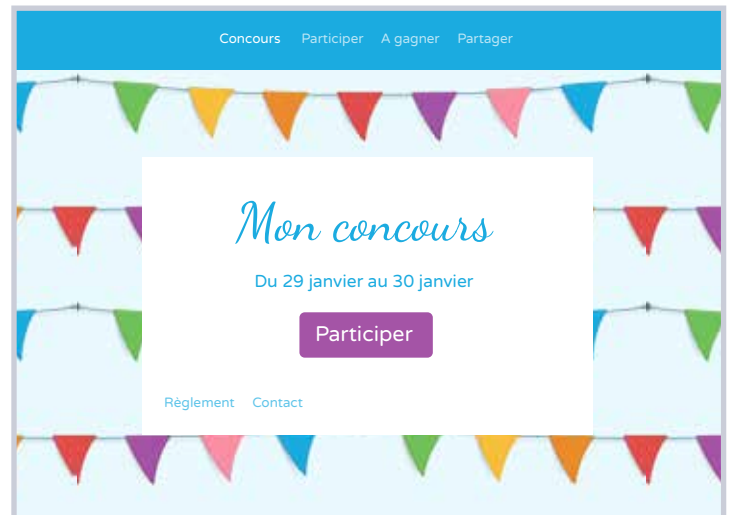 Concours Participer A gagner Partager
Mon concours
Du 29 janvier au 30 janvier
Participer
Règlement Contact